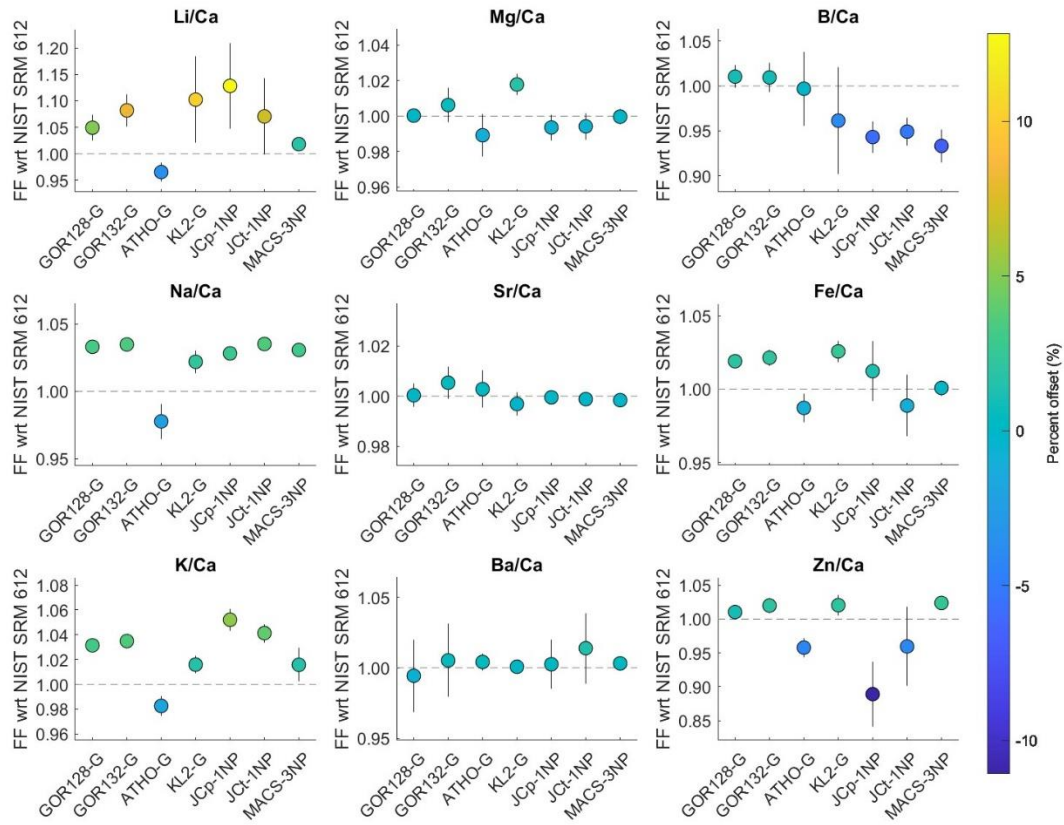 Li/Ca
Mg/Ca
B/Ca
FF wrt NIST SRM 612
1.20
1.15
1.10
1.05
1.00
0.95
GOR128-G
GOR132-G
ATHO-G
KL2-G
JCp-1NP
JCt-1NP
MACS-3NP
FF wrt NIST SRM 612
1.04
1.02
1.00
0.98
0.96
GOR128-G
GOR132-G
ATHO-G
KL2-G
JCp-1NP
JCt-1NP
MACS-3NP
FF wrt NIST SRM 612
1.05
1.00
0.95
0.90
GOR128-G
GOR132-G
ATHO-G
KL2-G
JCp-1NP
JCt-1NP
MACS-3NP
Na/Ca
Sr/Ca
Fe/Ca
FF wrt NIST SRM 612
1.05
1.00
0.95
GOR128-G
GOR132-G
ATHO-G
KL2-G
JCp-1NP
JCt-1NP
MACS-3NP
FF wrt NIST SRM 612
1.02
1.00
0.98
GOR128-G
GOR132-G
ATHO-G
KL2-G
JCp-1NP
JCt-1NP
MACS-3NP
FF wrt NIST SRM 612
1.05
1.00
0.95
GOR128-G
GOR132-G
ATHO-G
KL2-G
JCp-1NP
JCt-1NP
MACS-3NP
K/Ca
Ba/Ca
Zn/Ca
FF wrt NIST SRM 612
1.08
1.06
1.04
1.02
1.00
0.98
0.96
GOR128-G
GOR132-G
ATHO-G
KL2-G
JCp-1NP
JCt-1NP
MACS-3NP
FF wrt NIST SRM 612
1.05
1.00
0.95
GOR128-G
GOR132-G
ATHO-G
KL2-G
JCp-1NP
JCt-1NP
MACS-3NP
FF wrt NIST SRM 612
1.05
1.00
0.95
0.90
0.85
GOR128-G
GOR132-G
ATHO-G
KL2-G
JCp-1NP
JCt-1NP
MACS-3NP
10
5
0
-5
-10
Percent offset (%)